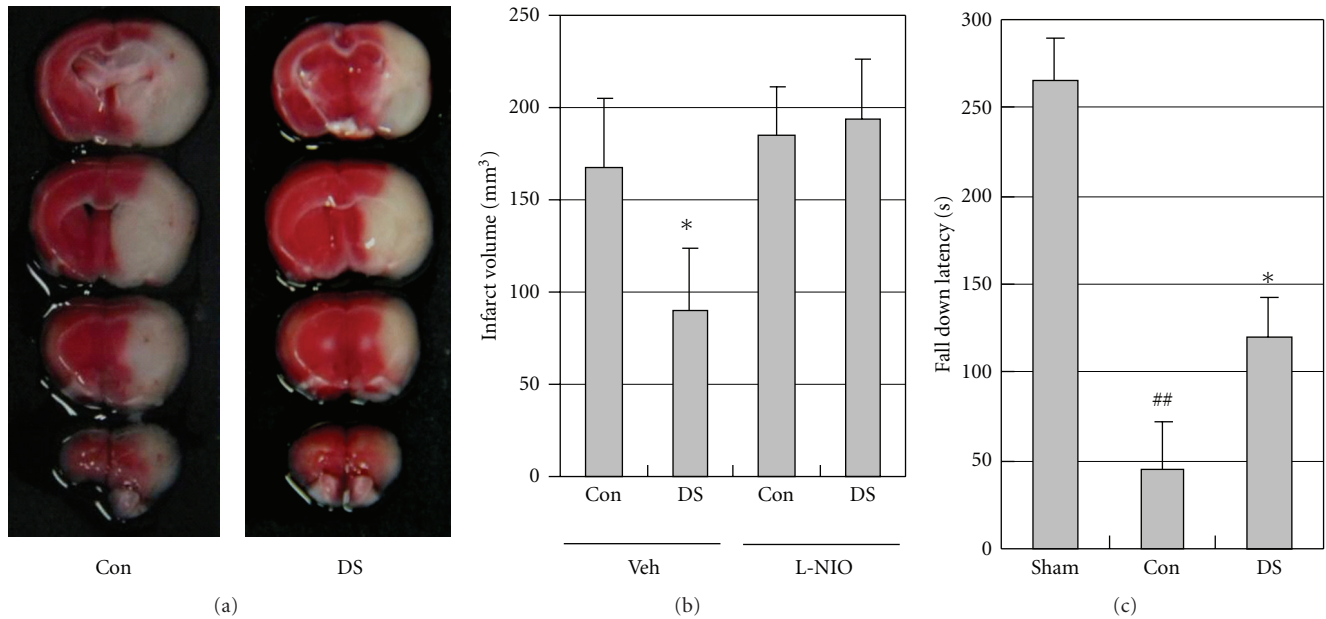 Con
DS
(a)
Infarct volume (mm³)
250
200
150
100
50
0
*
Con
DS
Con
DS
Veh
L-NIO
(b)
Fall down latency (s)
300
250
200
150
100
50
0
##
*
Sham
Con
DS
(c)